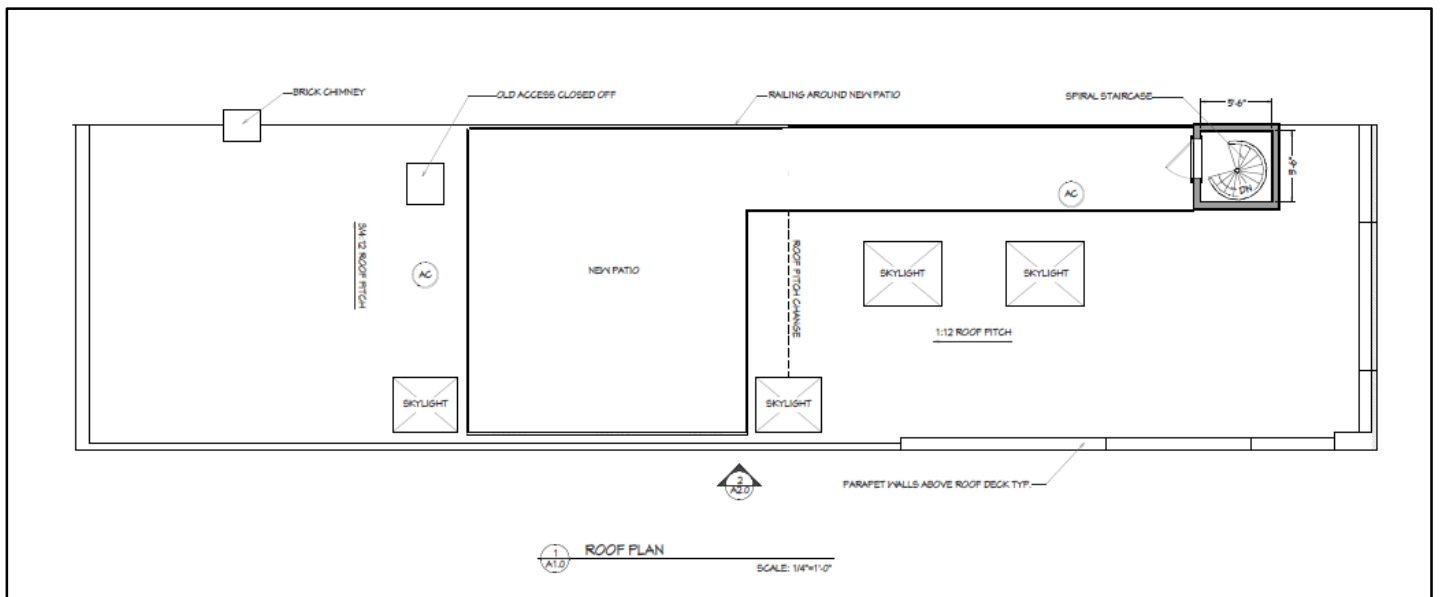 BRICK CHIMNEY
OLD ACCESS CLOSED OFF
RAILING AROUND NEW PATIO
SPIRAL STAIRCASE
5'-6"
5'-6"
DN
AC
3/4:12 ROOF PITCH
AC
NEW PATIO
ROOF PITCH CHANGE
SKYLIGHT
SKYLIGHT
1:12 ROOF PITCH
SKYLIGHT
SKYLIGHT
2
A2.0
PARAPET WALLS ABOVE ROOF DECK TYP.
1
A1.0
ROOF PLAN
SCALE: 1/4"=1'-0"